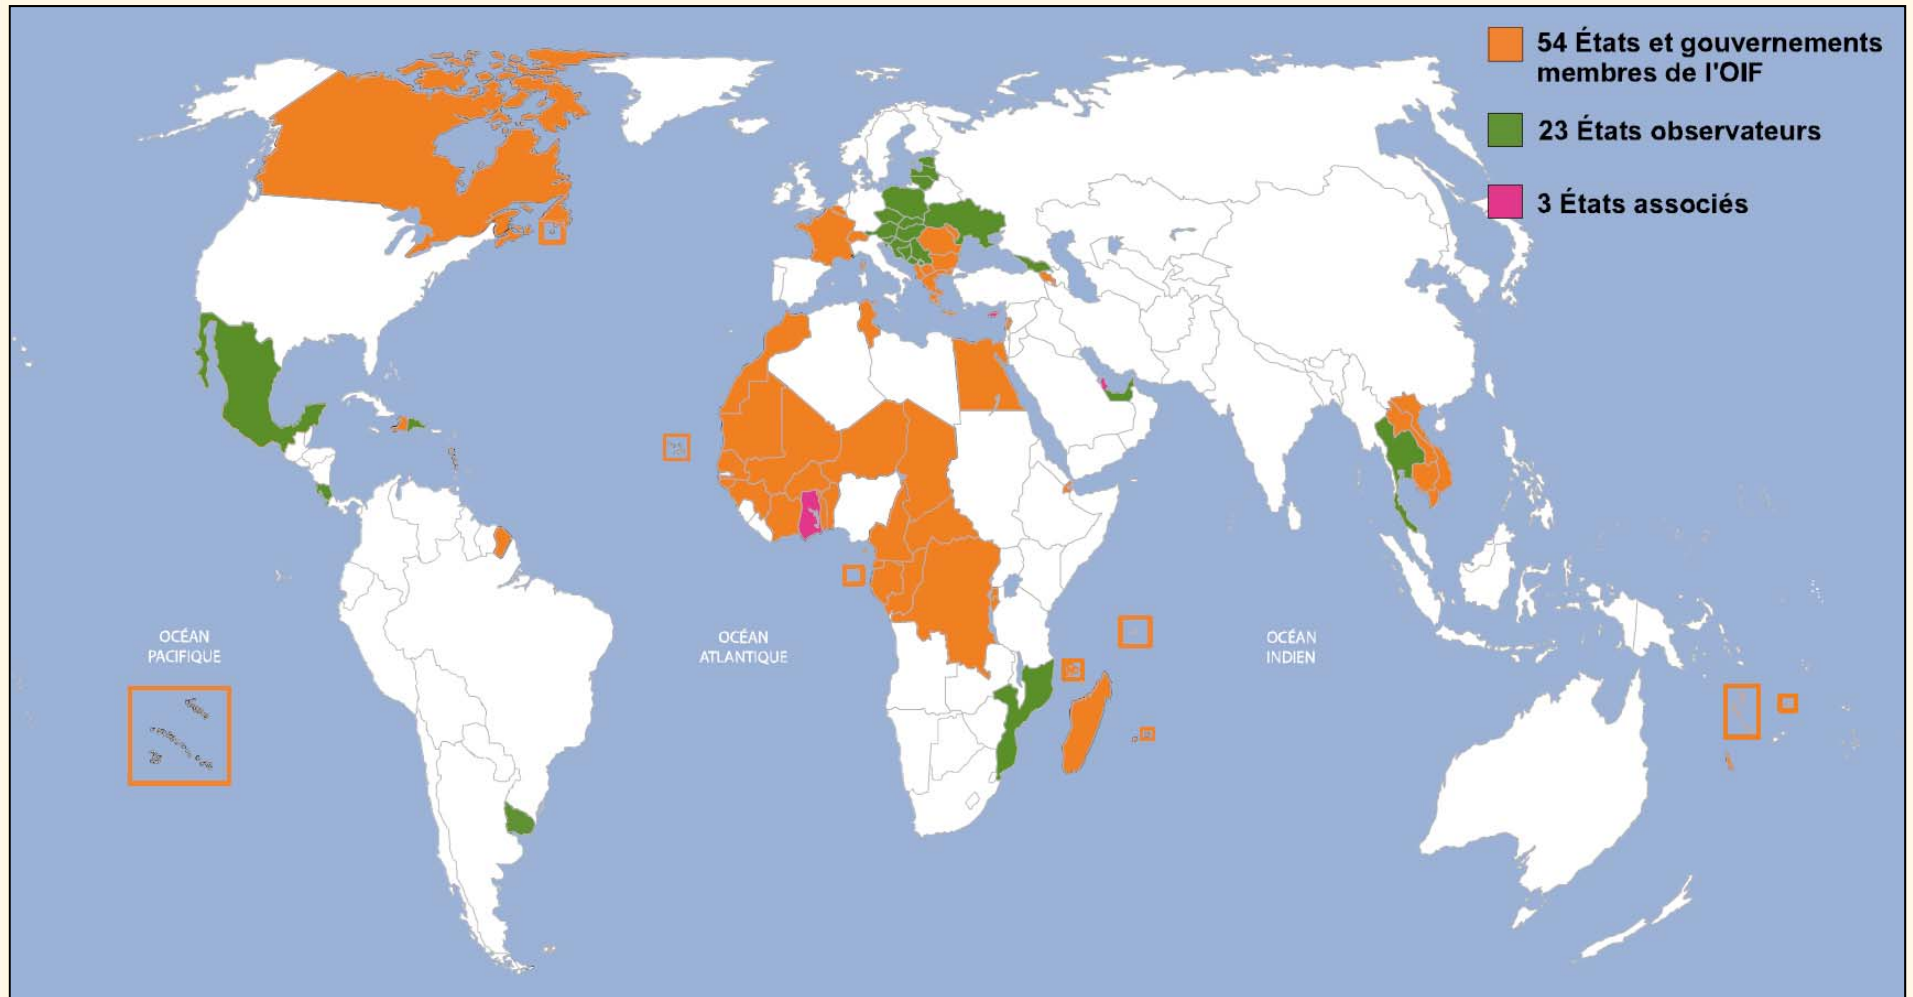 54 États et gouvernements
membres de l'OIF
23 États observateurs
3 États associés
OCÉAN
PACIFIQUE
OCÉAN
ATLANTIQUE
OCÉAN
INDIEN